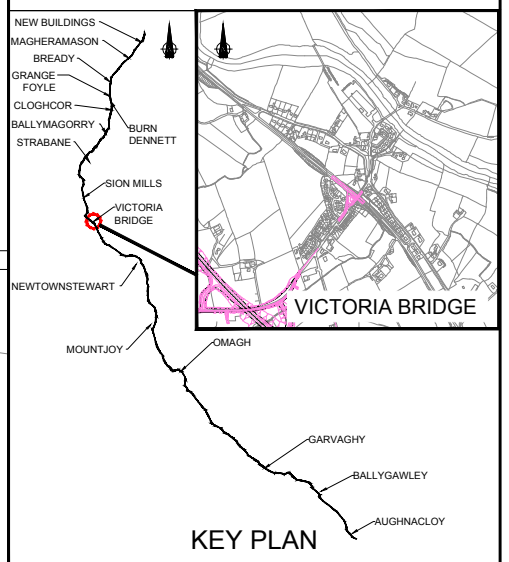 NEW BUILDINGS
MAGHERAMASON
BREADY
GRANGE
FOYLE
CLOGHCOR
BALLYMAGORRY
BURN
DENNETT
STRABANE
SION MILLS
VICTORIA
BRIDGE
NEWTOWNSTEWART
VICTORIA BRIDGE
MOUNTJOY
OMAGH
GARVAGHY
BALLYGAWLEY
AUGHNACLOY
KEY PLAN